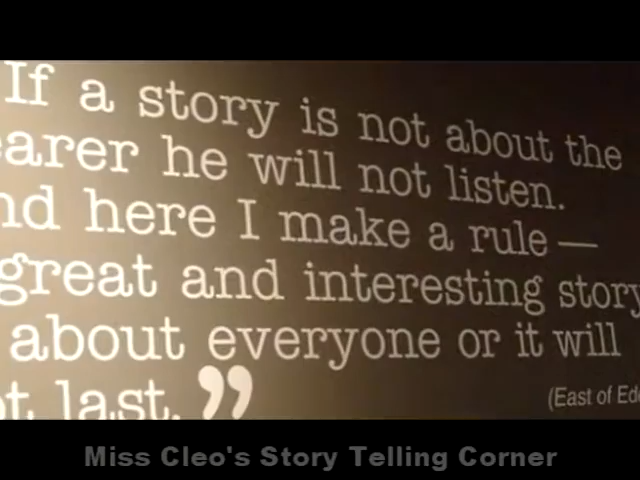 If a story is not about the
earer he will not listen.
nd here I make a rule —
great and interesting story
about everyone or it will
ot last.”
(East of Ede
Miss Cleo's Story Telling Corner